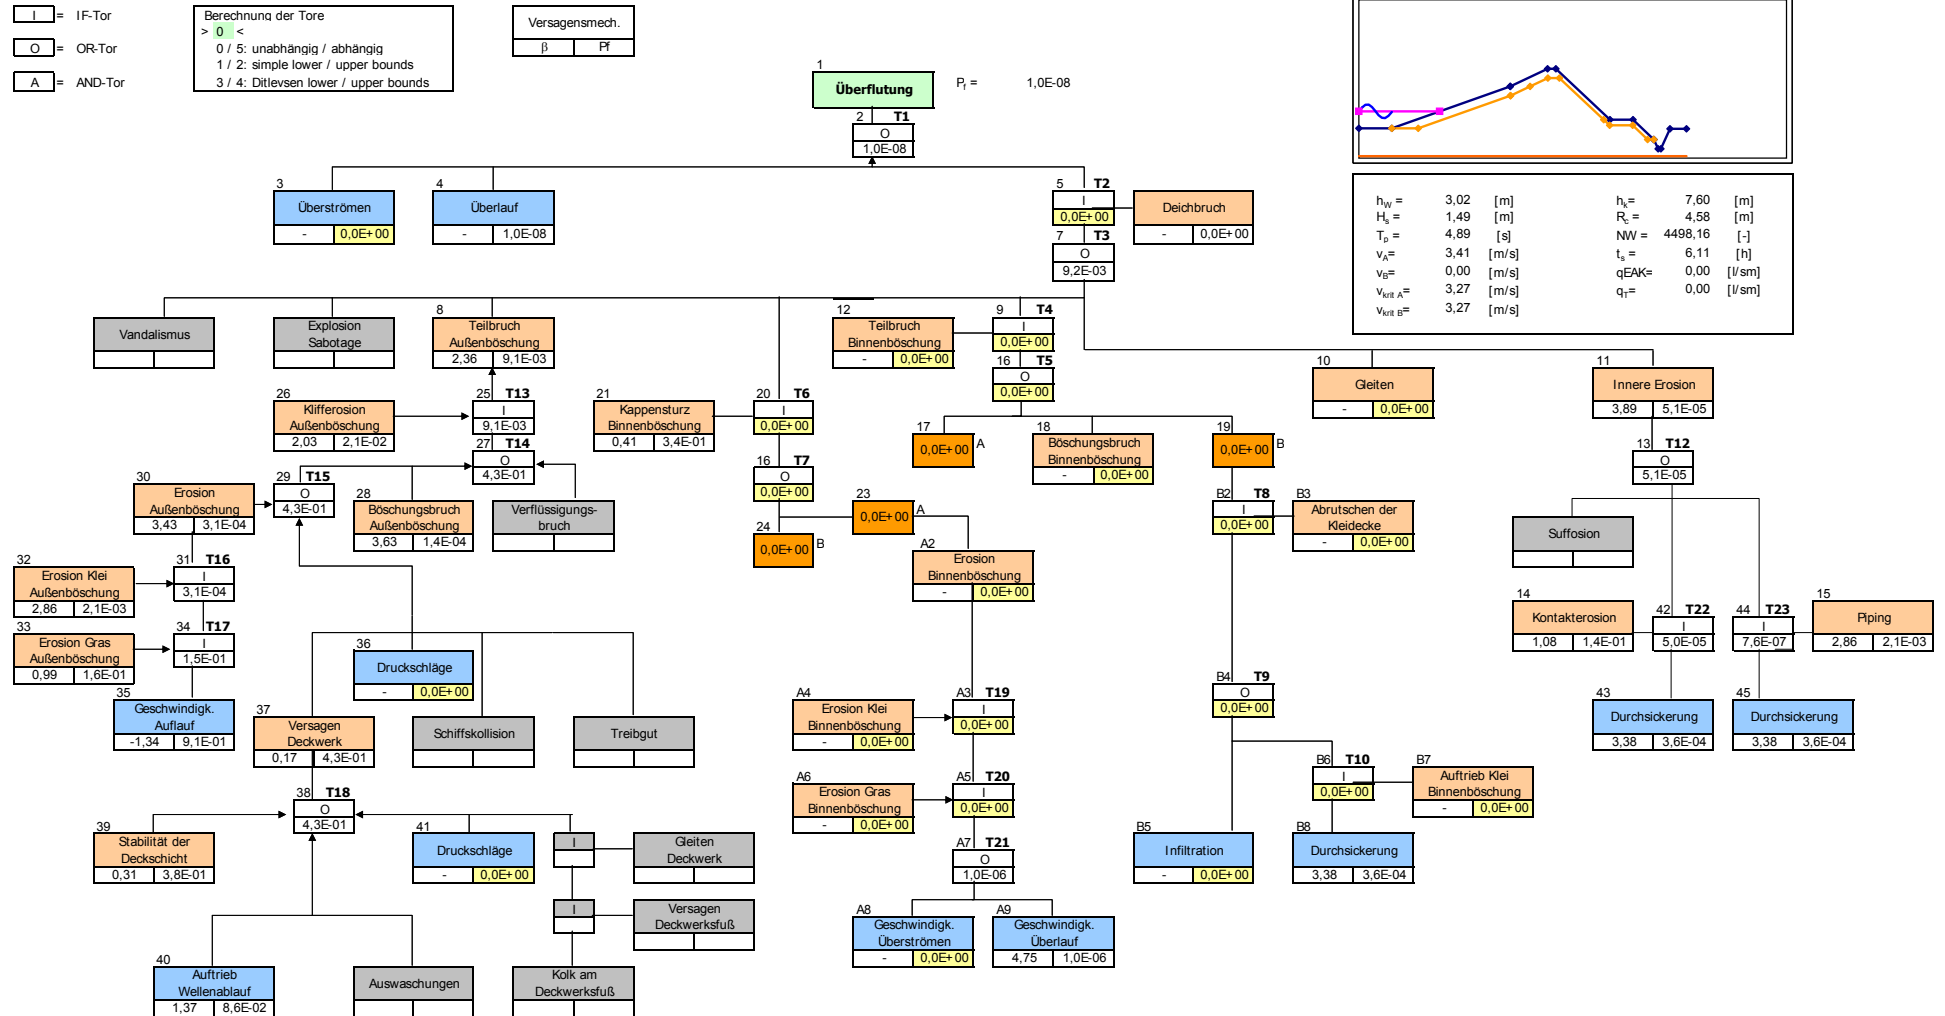 I = IF-Tor
O = OR-Tor
A = AND-Tor
Berechnung der Tore
> 0 <
0 / 5: unabhängig / abhängig
1 / 2: simple lower / upper bounds
3 / 4: Ditlevsen lower / upper bounds
Versagensmech.
β Pf
1
Überflutung
Pf = 1,0E-08
2 T1
O
1,0E-08
3
Überströmen
- 0,0E+00
4
Überlauf
- 1,0E-08
5 T2
I
0,0E+00
Deichbruch
- 0,0E+00
7 T3
O
9,2E-03
hW = 3,02 [m] hk= 7,60 [m]
Hs = 1,49 [m] Rc = 4,58 [m]
Tp = 4,89 [s] NW = 4498,16 [-]
vA= 3,41 [m/s] ts = 6,11 [h]
vB= 0,00 [m/s] qEAK= 0,00 [l/sm]
vkrit A= 3,27 [m/s] qT= 0,00 [l/sm]
vkrit B= 3,27 [m/s]
Vandalismus
Explosion
Sabotage
8
Teilbruch
Außenböschung
2,36 9,1E-03
12
Teilbruch
Binnenböschung
- 0,0E+00
9 T4
I
0,0E+00
16 T5
O
0,0E+00
10
Gleiten
- 0,0E+00
11
Innere Erosion
3,89 5,1E-05
26
Klifferosion
Außenböschung
2,03 2,1E-02
25 T13
I
9,1E-03
27 T14
O
4,3E-01
21
Kappensturz
Binnenböschung
0,41 3,4E-01
20 T6
I
0,0E+00
16 T7
O
0,0E+00
17
0,0E+00 A
18
Böschungsbruch
Binnenböschung
- 0,0E+00
19
0,0E+00 B
13 T12
O
5,1E-05
30
Erosion
Außenböschung
3,43 3,1E-04
29 T15
O
4,3E-01
28
Böschungsbruch
Außenböschung
3,63 1,4E-04
Verflüssigungs-
bruch
23
0,0E+00 A
24
0,0E+00 B
B2 T8
I
0,0E+00
B3
Abrutschen der
Kleidecke
- 0,0E+00
Suffosion
A2
Erosion
Binnenböschung
- 0,0E+00
32
Erosion Klei
Außenböschung
2,86 2,1E-03
31 T16
I
3,1E-04
33
Erosion Gras
Außenböschung
0,99 1,6E-01
34 T17
I
1,5E-01
35
Geschwindigk.
Auflauf
-1,34 9,1E-01
36
Druckschläge
- 0,0E+00
14
Kontakterosion
1,08 1,4E-01
42 T22
I
5,0E-05
44 T23
I
7,6E-07
15
Piping
2,86 2,1E-03
37
Versagen
Deckwerk
0,17 4,3E-01
Schiffskollision
Treibgut
A4
Erosion Klei
Binnenböschung
- 0,0E+00
A3 T19
I
0,0E+00
B4 T9
O
0,0E+00
43
Durchsickerung
3,38 3,6E-04
45
Durchsickerung
3,38 3,6E-04
38 T18
O
4,3E-01
A6
Erosion Gras
Binnenböschung
- 0,0E+00
A5 T20
I
0,0E+00
B6 T10
I
0,0E+00
B7
Auftrieb Klei
Binnenböschung
- 0,0E+00
39
Stabilität der
Deckschicht
0,31 3,8E-01
41
Druckschläge
- 0,0E+00
I
Gleiten
Deckwerk
A7 T21
O
1,0E-06
B5
Infiltration
- 0,0E+00
B8
Durchsickerung
3,38 3,6E-04
I
Versagen
Deckwerksfuß
A8
Geschwindigk.
Überströmen
- 0,0E+00
A9
Geschwindigk.
Überlauf
4,75 1,0E-06
40
Auftrieb
Wellenablauf
1,37 8,6E-02
Auswaschungen
Kolk am
Deckwerksfuß